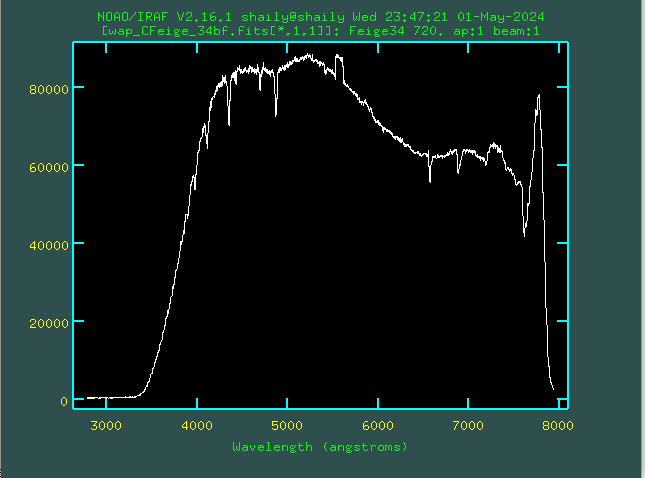 NOAO/IRAF V2.16.1 shaily@shaily Wed 23:47:21 01-May-2024
[wap_CFeige_34bf.fits[*,1,1]]: Feige34 720. ap:1 beam:1
80000
60000
40000
20000
0
3000 4000 5000 6000 7000 8000
Wavelength (angstroms)